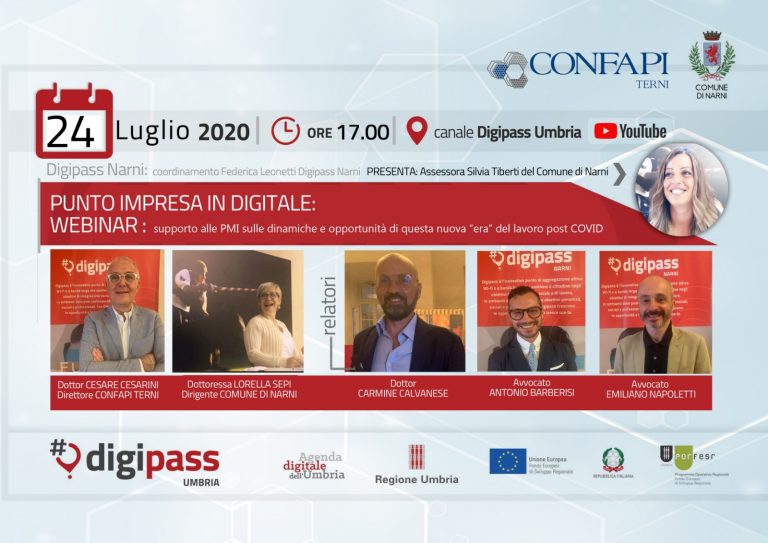 CONFAPI
TERNI
COMUNE
DI NARNI
24 Luglio 2020 ORE 17.00 canale Digipass Umbria YouTube
Digipass Narni: coordinamento Federica Leonetti Digipass Narni PRESENTA: Assessora Silvia Tiberti del Comune di Narni
PUNTO IMPRESA IN DIGITALE:
WEBINAR : supporto alle PMI sulle dinamiche e opportunità di questa nuova "era" del lavoro post COVID
#digipass
relatori
#digipass
NARNI
#digipass
NARNI
Dottor CESARE CESARINI
Direttore CONFAPI TERNI
Dottoressa LORELLA SEPI
Dirigente COMUNE DI NARNI
Dottor
CARMINE CALVANESE
Avvocato
ANTONIO BARBERISI
Avvocato
EMILIANO NAPOLETTI
#digipass
UMBRIA
Agenda
digitale
dell'Umbria
Regione Umbria
Unione Europea
Fondo Europeo
di Sviluppo Regionale
REPUBBLICA ITALIANA
porfesr
Programma Operativo Regionale
Fondo Europeo
di Sviluppo Regionale